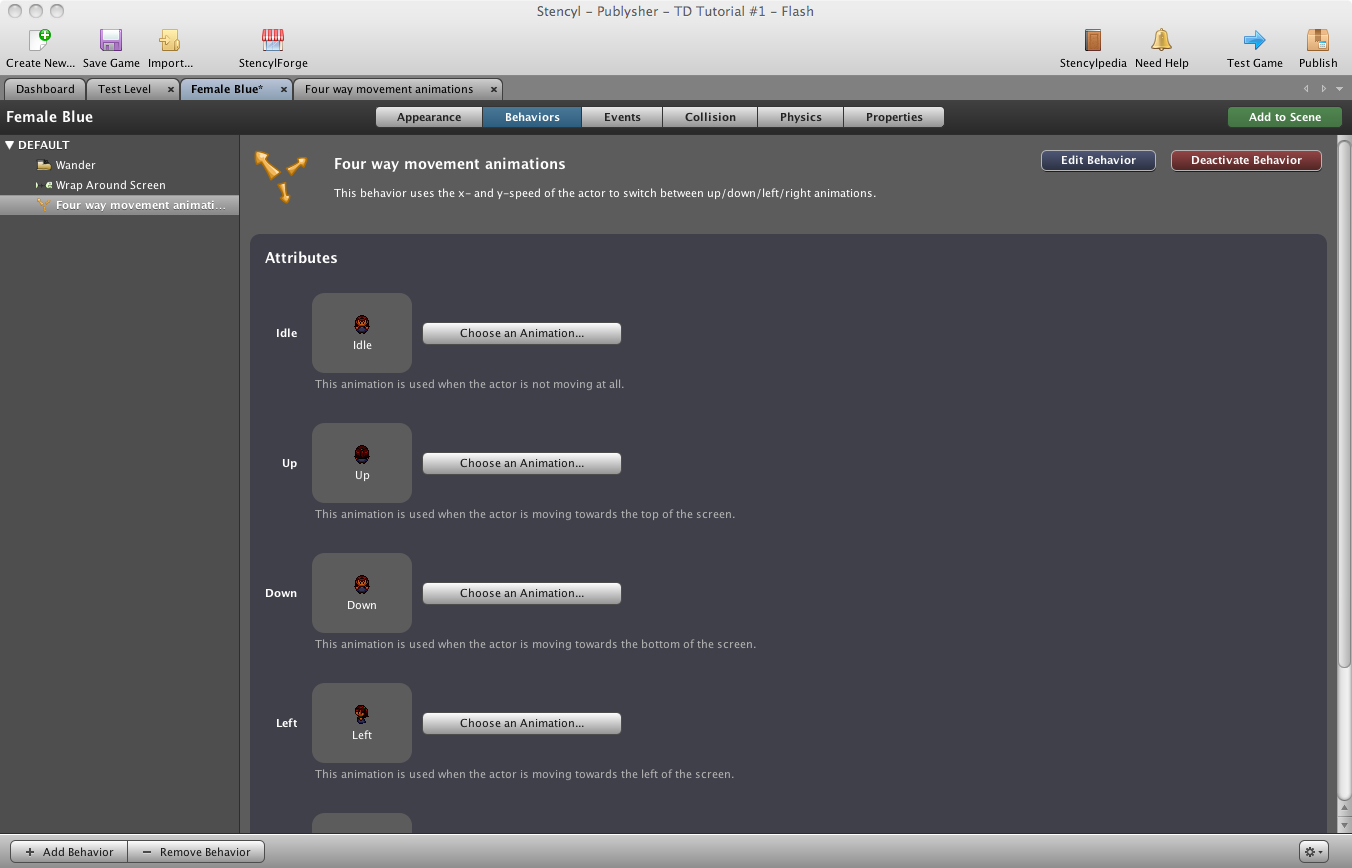 Stencyl – Publysher – TD Tutorial #1 – Flash
Create New... Save Game Import... StencylForge Stencylpedia Need Help Test Game Publish
Dashboard Test Level Female Blue* Four way movement animations
Female Blue Appearance Behaviors Events Collision Physics Properties Add to Scene
DEFAULT
Wander
Wrap Around Screen
Four way movement animati...
Four way movement animations
Edit Behavior Deactivate Behavior
This behavior uses the x- and y-speed of the actor to switch between up/down/left/right animations.
Attributes
Idle Idle Choose an Animation...
This animation is used when the actor is not moving at all.
Up Up Choose an Animation...
This animation is used when the actor is moving towards the top of the screen.
Down Down Choose an Animation...
This animation is used when the actor is moving towards the bottom of the screen.
Left Left Choose an Animation...
This animation is used when the actor is moving towards the left of the screen.
+ Add Behavior − Remove Behavior